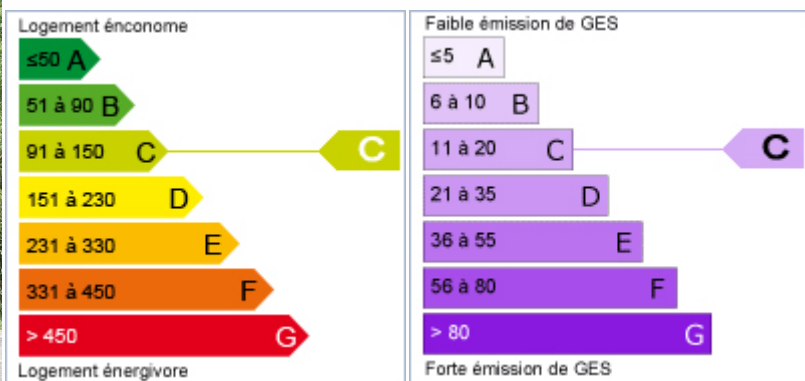 Logement énconome
≤50 A
51 à 90 B
91 à 150 C
C
151 à 230 D
231 à 330 E
331 à 450 F
> 450 G
Logement énergivore
Faible émission de GES
≤5 A
6 à 10 B
11 à 20 C
C
21 à 35 D
36 à 55 E
56 à 80 F
> 80 G
Forte émission de GES